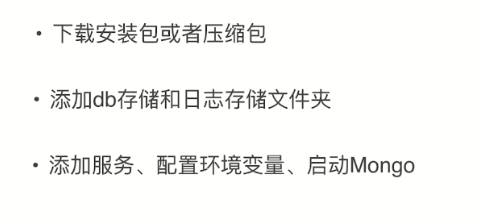 • 下载安装包或者压缩包
• 添加db存储和日志存储文件夹
• 添加服务、配置环境变量、启动Mongo